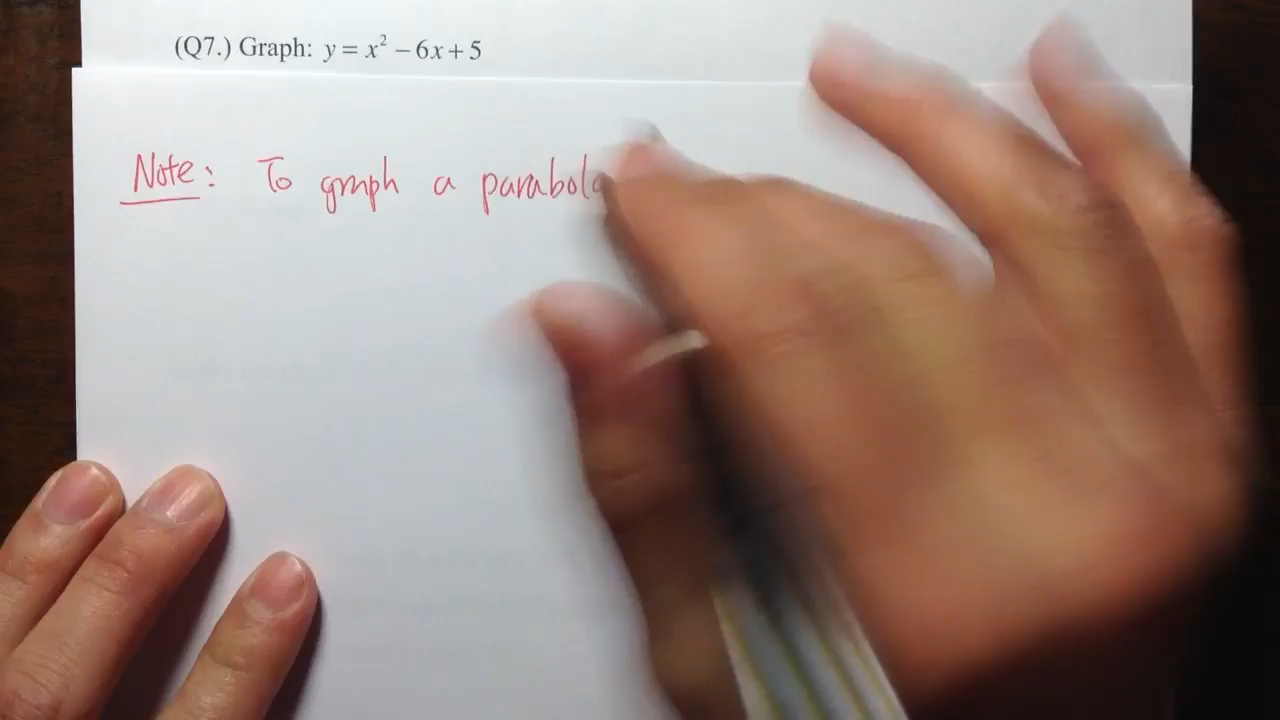 (Q7.) Graph: y = x² − 6x + 5
Note: To graph a parabola